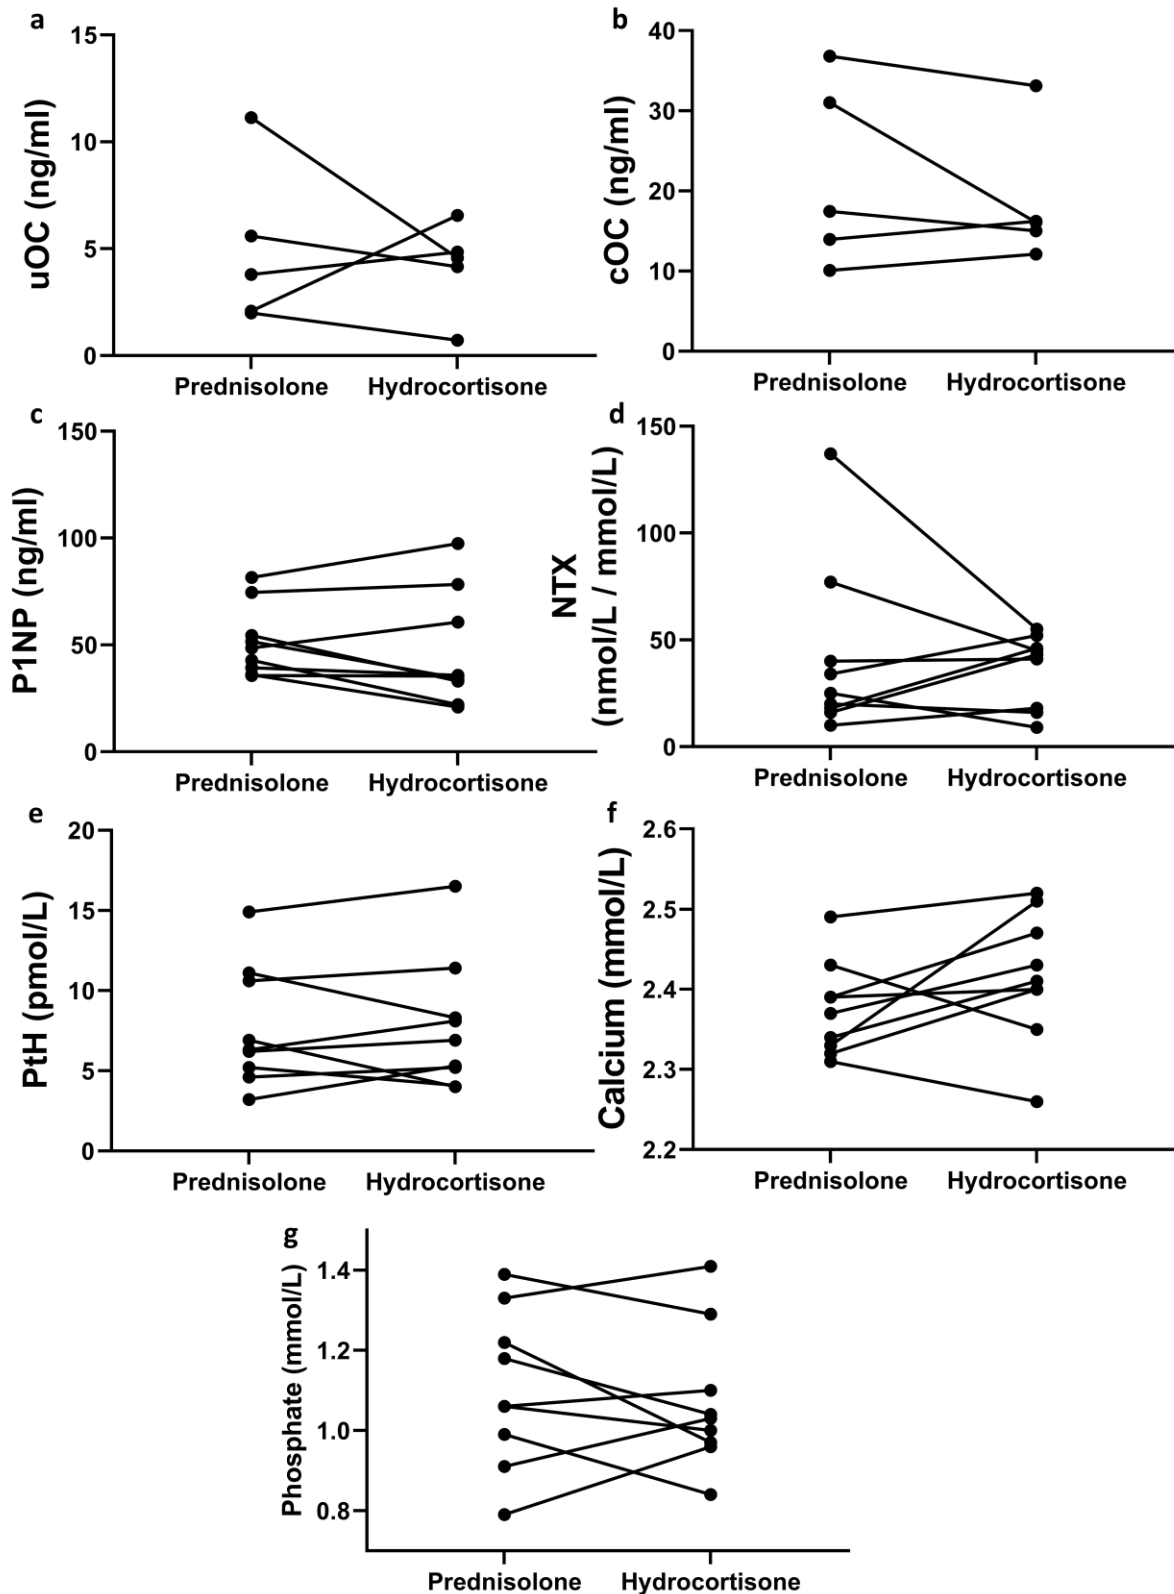 a
uOC (ng/ml)
15
10
5
0
Prednisolone Hydrocortisone
b
cOC (ng/ml)
40
30
20
10
0
Prednisolone Hydrocortisone
c
P1NP (ng/ml)
150
100
50
0
Prednisolone Hydrocortisone
d
NTX
(nmol/L / mmol/L)
150
100
50
0
Prednisolone Hydrocortisone
e
PtH (pmol/L)
20
15
10
5
0
Prednisolone Hydrocortisone
f
Calcium (mmol/L)
2.6
2.5
2.4
2.3
2.2
Prednisolone Hydrocortisone
g
Phosphate (mmol/L)
1.4
1.2
1.0
0.8
Prednisolone Hydrocortisone